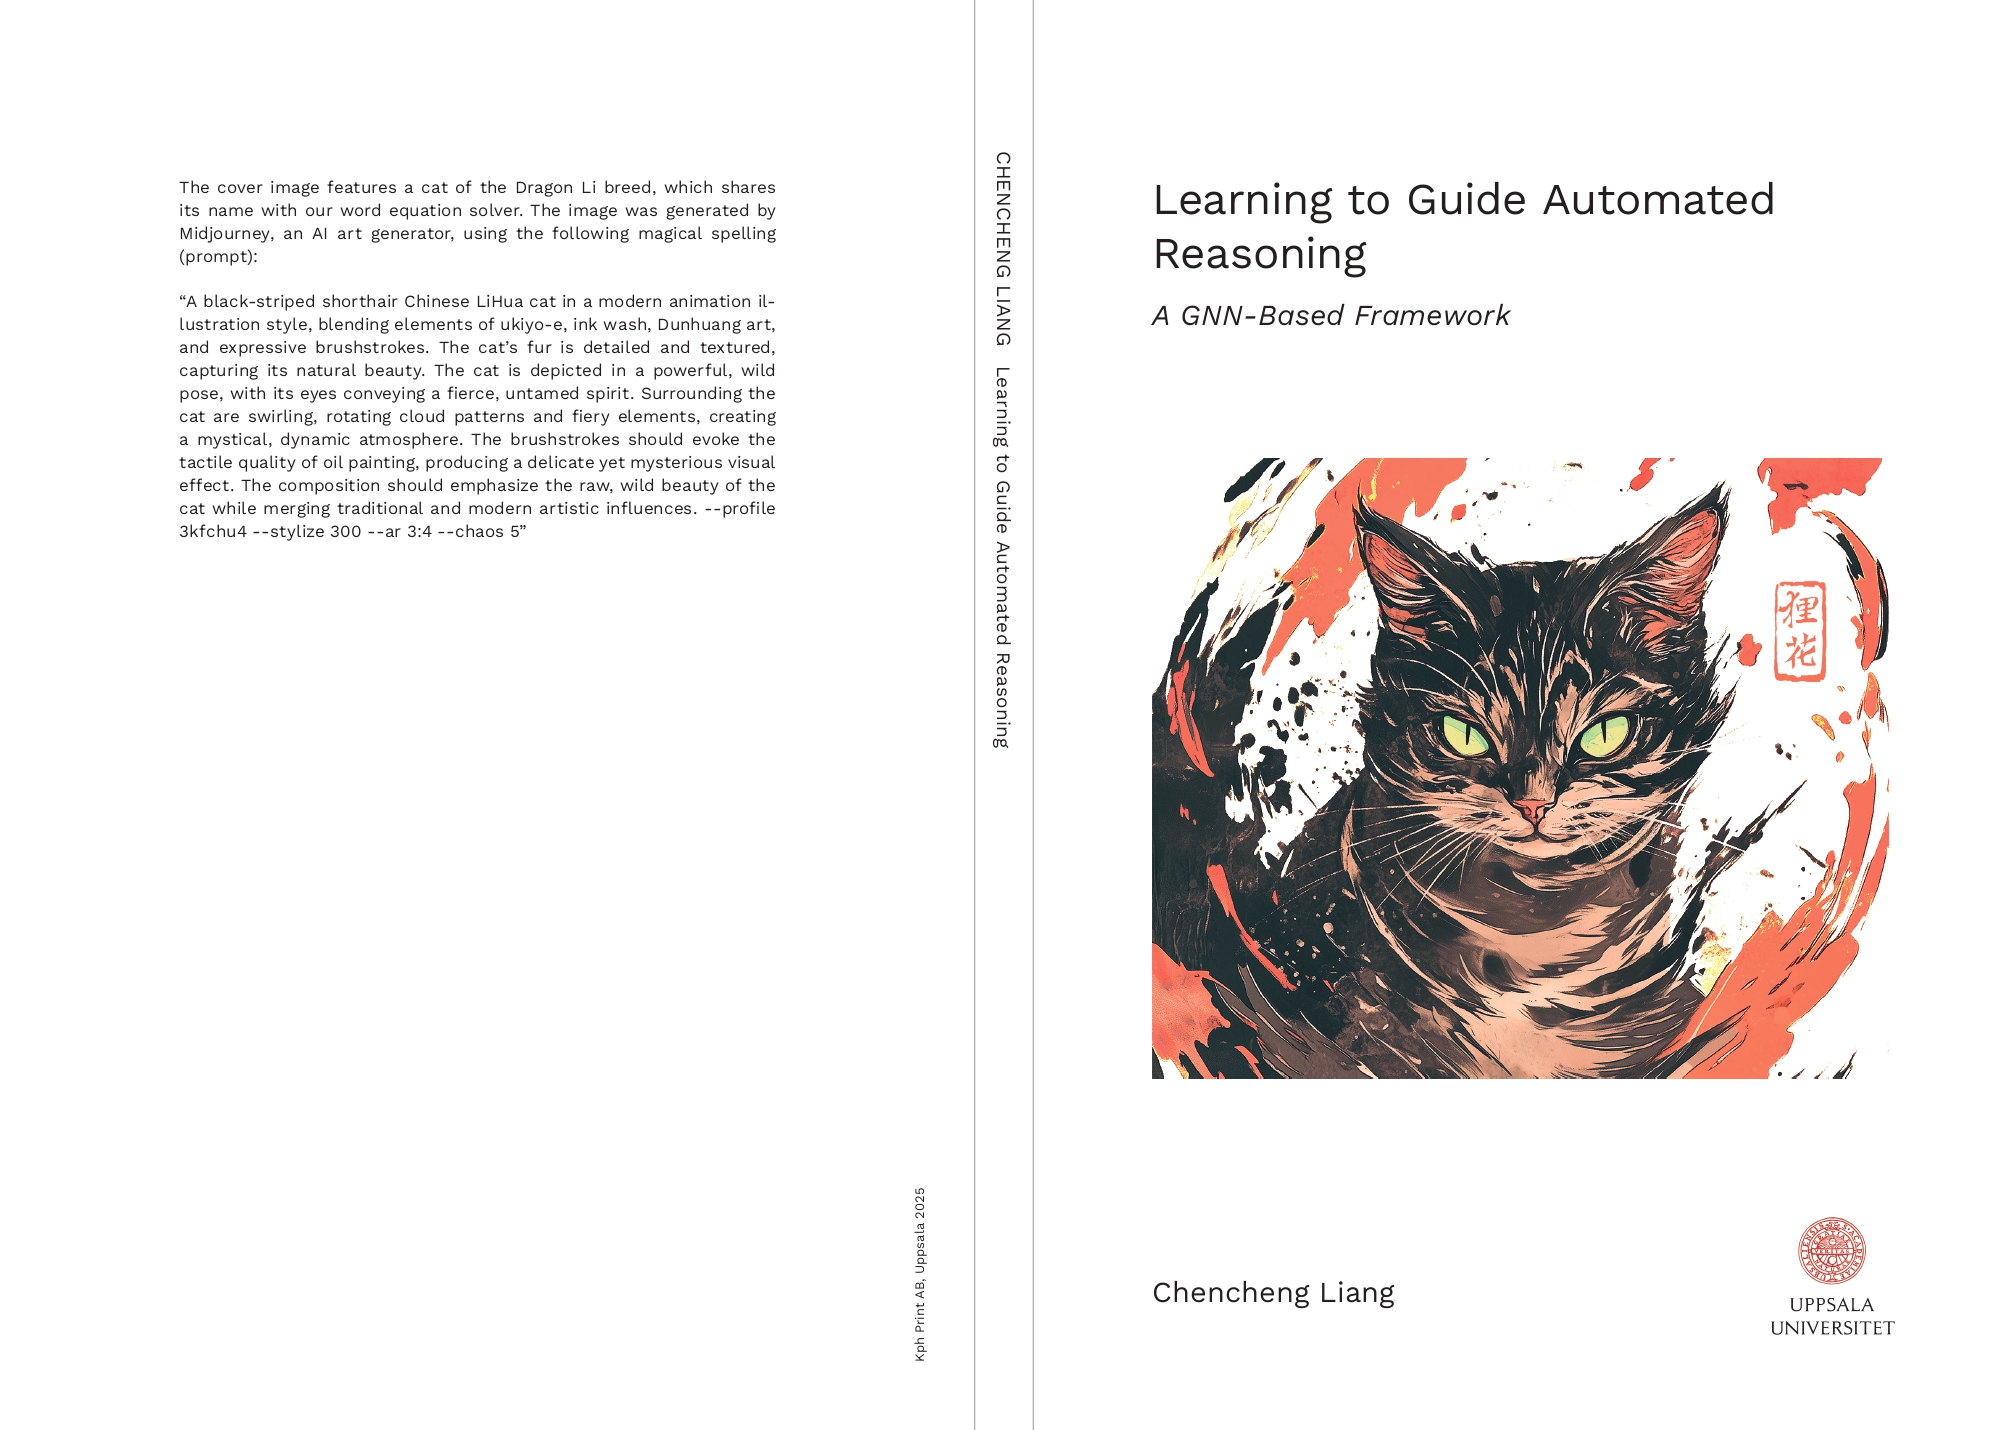 The cover image features a cat of the Dragon Li breed, which shares
its name with our word equation solver. The image was generated by
Midjourney, an AI art generator, using the following magical spelling
(prompt):
“A black-striped shorthair Chinese LiHua cat in a modern animation il-
lustration style, blending elements of ukiyo-e, ink wash, Dunhuang art,
and expressive brushstrokes. The cat’s fur is detailed and textured,
capturing its natural beauty. The cat is depicted in a powerful, wild
pose, with its eyes conveying a fierce, untamed spirit. Surrounding the
cat are swirling, rotating cloud patterns and fiery elements, creating
a mystical, dynamic atmosphere. The brushstrokes should evoke the
tactile quality of oil painting, producing a delicate yet mysterious visual
effect. The composition should emphasize the raw, wild beauty of the
cat while merging traditional and modern artistic influences. --profile
3kfchu4 --stylize 300 --ar 3:4 --chaos 5”
Kph Print AB, Uppsala 2025
CHENCHENG LIANG Learning to Guide Automated Reasoning
Learning to Guide Automated
Reasoning
A GNN-Based Framework
狸花
Chencheng Liang
UPPSALA
UNIVERSITET